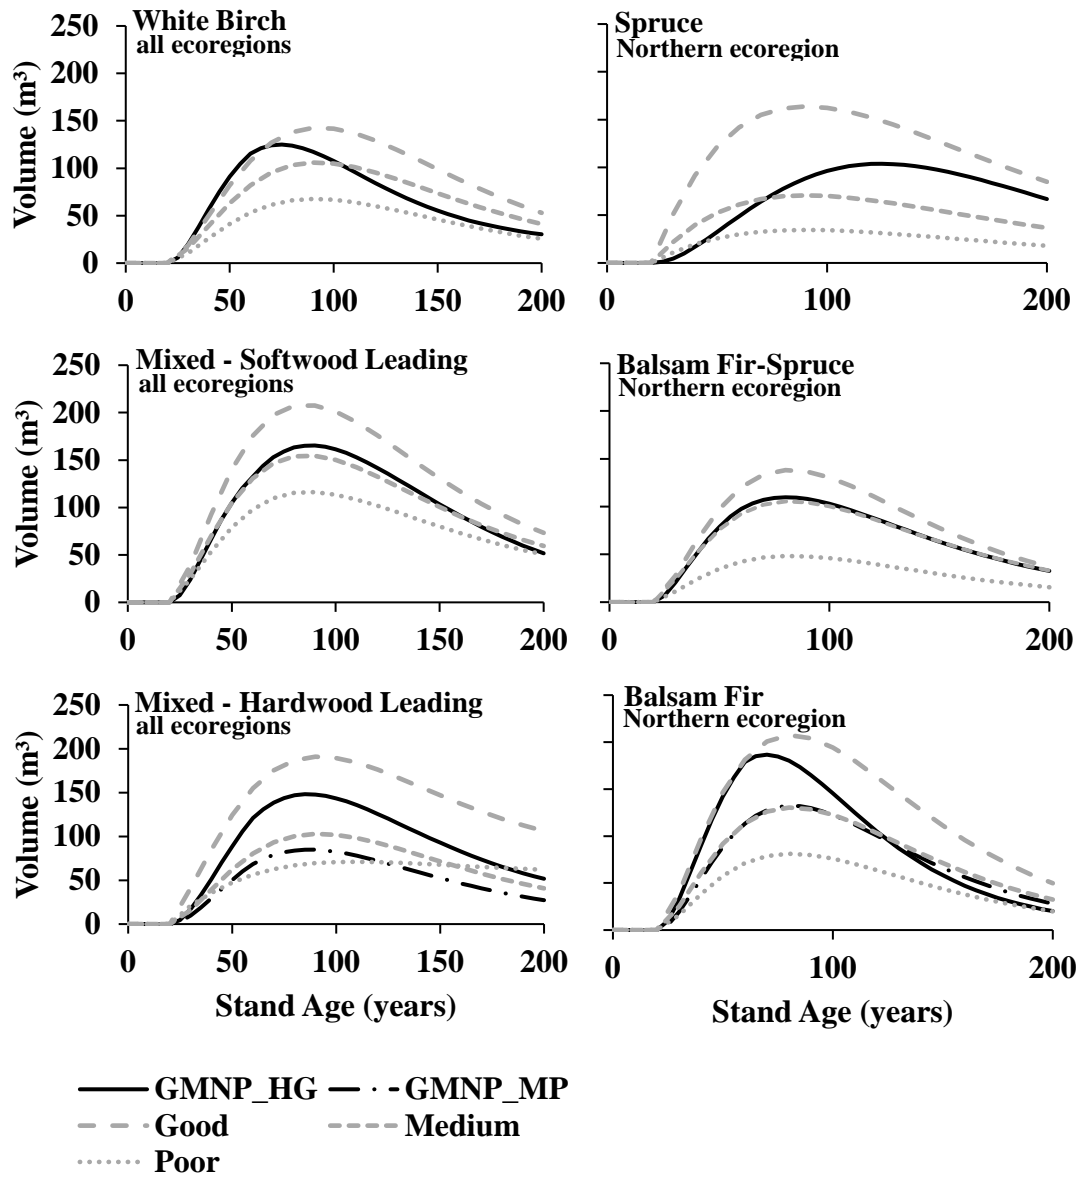 White Birch
all ecoregions
Volume (m³)
250
200
150
100
50
0
0 50 100 150 200
Spruce
Northern ecoregion
0 100 200
Mixed - Softwood Leading
all ecoregions
Volume (m³)
250
200
150
100
50
0
0 50 100 150 200
Balsam Fir-Spruce
Northern ecoregion
0 100 200
Mixed - Hardwood Leading
all ecoregions
Volume (m³)
250
200
150
100
50
0
0 50 100 150 200
Stand Age (years)
Balsam Fir
Northern ecoregion
0 100 200
Stand Age (years)
GMNP_HG GMNP_MP
Good Medium
Poor